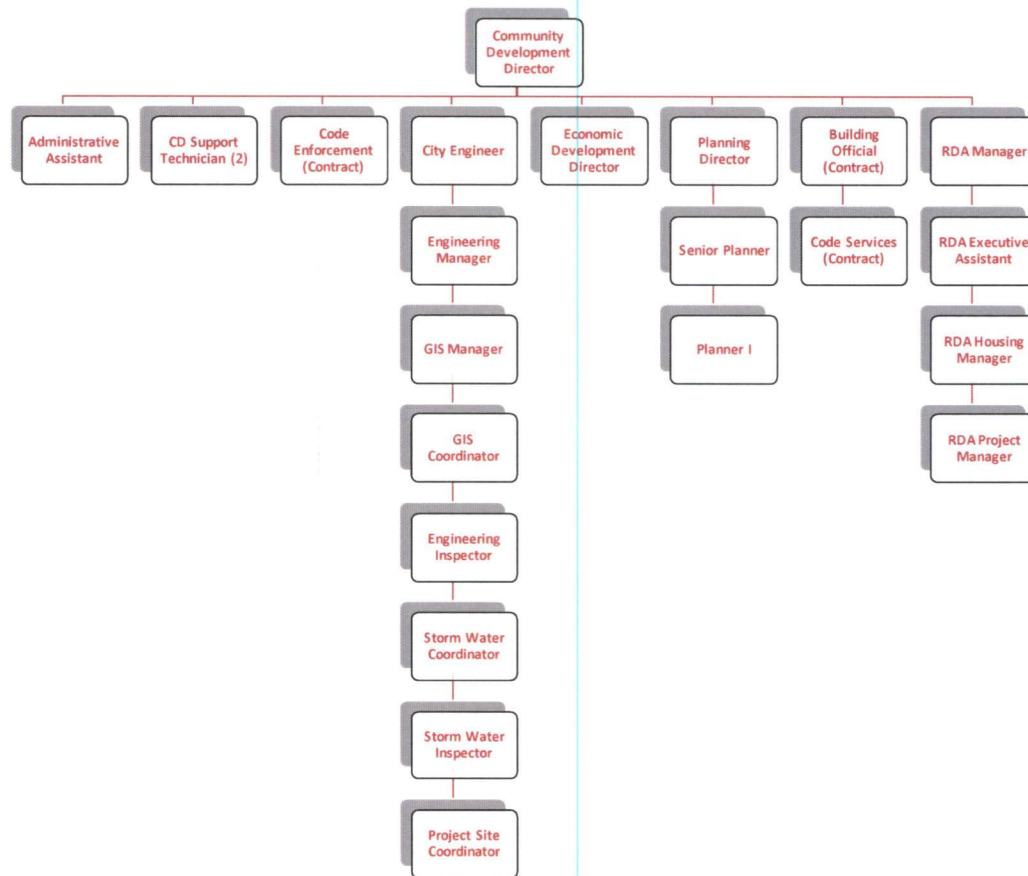 Community
Development
Director
Administrative
Assistant
CD Support
Technician (2)
Code
Enforcement
(Contract)
City Engineer
Economic
Development
Director
Planning
Director
Building
Official
(Contract)
RDA Manager
Engineering
Manager
Senior Planner
Code Services
(Contract)
RDA Executive
Assistant
GIS Manager
Planner I
RDA Housing
Manager
GIS
Coordinator
RDA Project
Manager
Engineering
Inspector
Storm Water
Coordinator
Storm Water
Inspector
Project Site
Coordinator